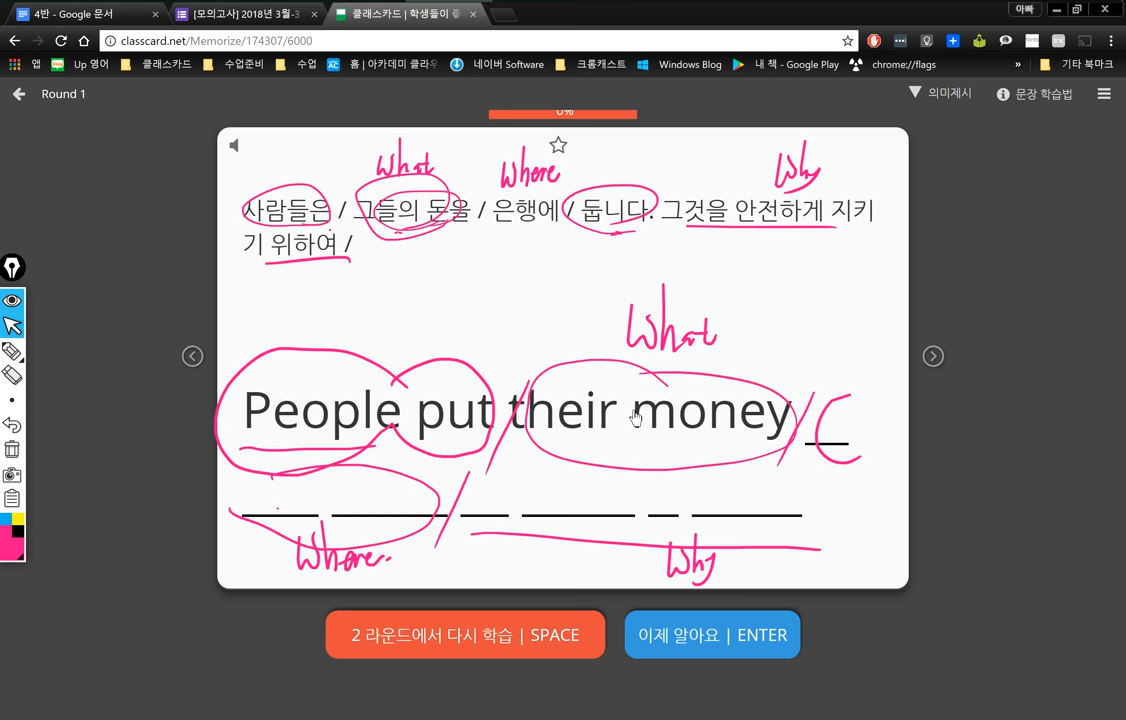 4반 - Google 문서
[모의고사] 2018년 3월-3
클래스카드 | 학생들이 좋
아빠
classcard.net/Memorize/174307/6000
앱 Up 영어 클래스카드 수업준비 수업 홈 | 아카데미 클라우 네이버 Software 크롬캐스트 Windows Blog 내 책 - Google Play chrome://flags » 기타 북마크
Round 1
의미제시 문장 학습법
0%
What where Why
사람들은 / 그들의 돈을 / 은행에 / 둡니다. 그것을 안전하게 지키
기 위하여 /
What
People put their money
Where. Why
2 라운드에서 다시 학습 | SPACE 이제 알아요 | ENTER